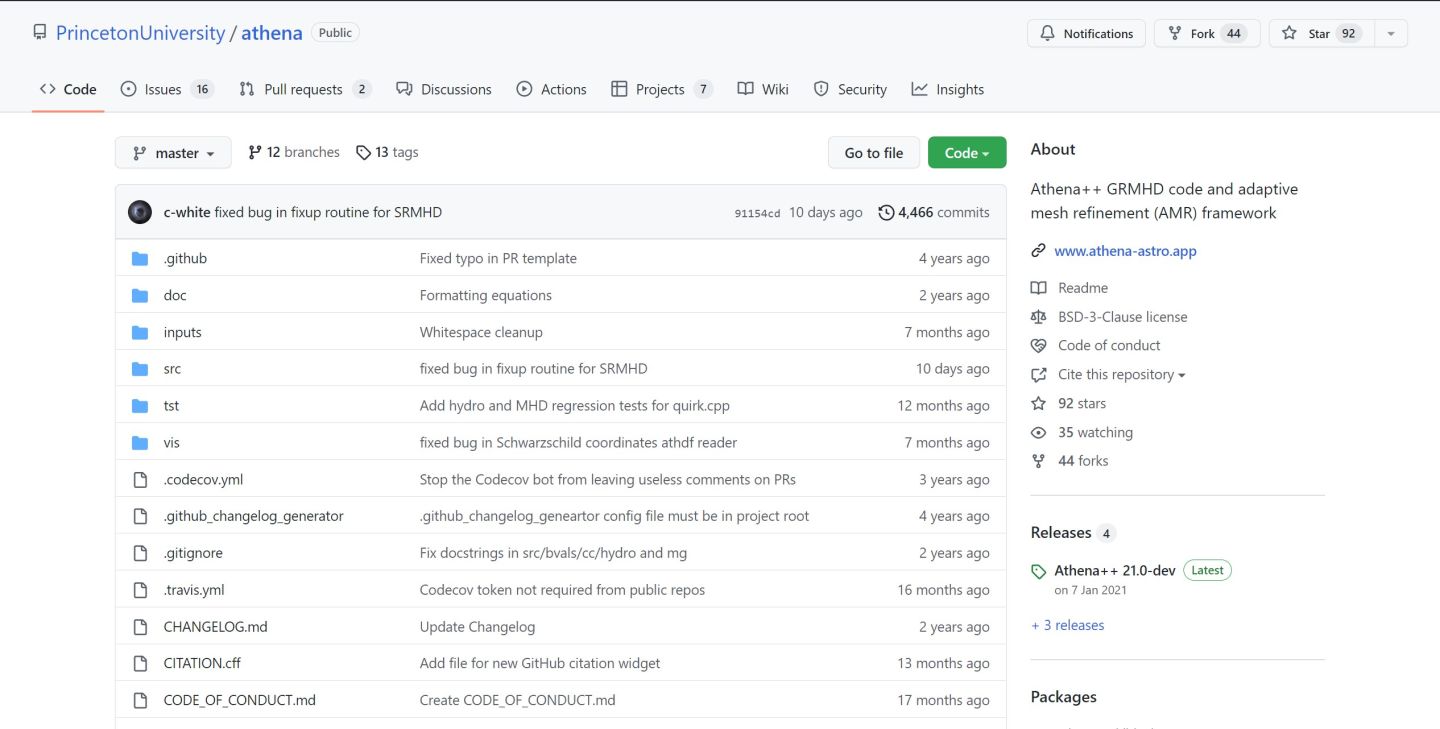 PrincetonUniversity / athena Public
Notifications Fork 44 Star 92
Code Issues 16 Pull requests 2 Discussions Actions Projects 7 Wiki Security Insights
master 12 branches 13 tags Go to file Code
c-white fixed bug in fixup routine for SRMHD 91154cd 10 days ago 4,466 commits
.github Fixed typo in PR template 4 years ago
doc Formatting equations 2 years ago
inputs Whitespace cleanup 7 months ago
src fixed bug in fixup routine for SRMHD 10 days ago
tst Add hydro and MHD regression tests for quirk.cpp 12 months ago
vis fixed bug in Schwarzschild coordinates athdf reader 7 months ago
.codecov.yml Stop the Codecov bot from leaving useless comments on PRs 3 years ago
.github_changelog_generator .github_changelog_geneartor config file must be in project root 4 years ago
.gitignore Fix docstrings in src/bvals/cc/hydro and mg 2 years ago
.travis.yml Codecov token not required from public repos 16 months ago
CHANGELOG.md Update Changelog 2 years ago
CITATION.cff Add file for new GitHub citation widget 13 months ago
CODE_OF_CONDUCT.md Create CODE_OF_CONDUCT.md 17 months ago
About
Athena++ GRMHD code and adaptive
mesh refinement (AMR) framework
www.athena-astro.app
Readme
BSD-3-Clause license
Code of conduct
Cite this repository
92 stars
35 watching
44 forks
Releases 4
Athena++ 21.0-dev Latest
on 7 Jan 2021
+ 3 releases
Packages